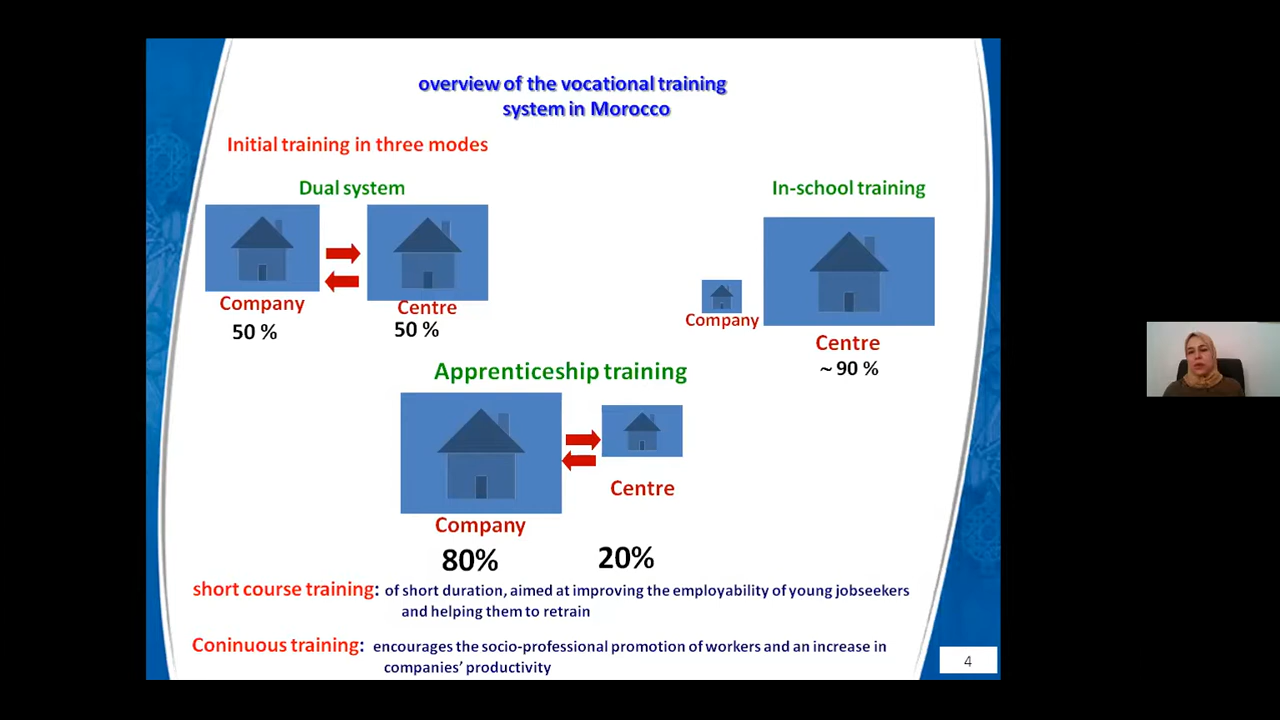 overview of the vocational training
system in Morocco
Initial training in three modes
Dual system
In-school training
Company
Centre
50 %
50 %
Company
Centre
~ 90 %
Apprenticeship training
Centre
Company
80%
20%
short course training: of short duration, aimed at improving the employability of young jobseekers
and helping them to retrain
Coninuous training: encourages the socio-professional promotion of workers and an increase in
companies’ productivity
4